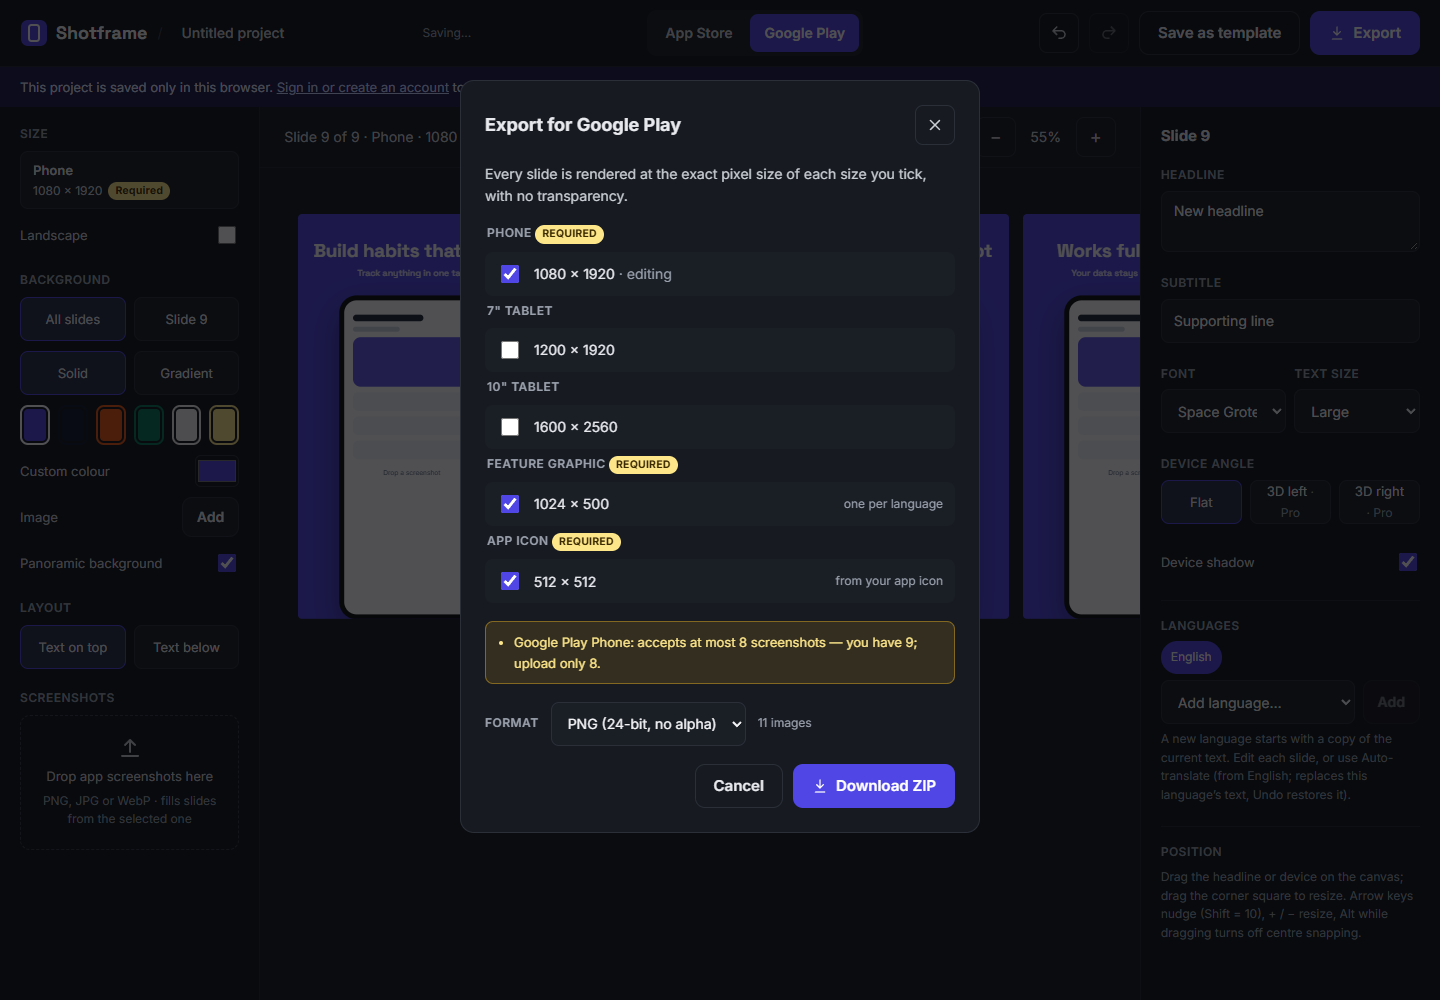 Shotframe / Untitled project
Saving...
App Store
Google Play
Save as template
Export
This project is saved only in this browser. Sign in or create an account to
SIZE
Phone
1080 × 1920 Required
Landscape
BACKGROUND
All slides
Slide 9
Solid
Gradient
Custom colour
Image
Add
Panoramic background
LAYOUT
Text on top
Text below
SCREENSHOTS
Drop app screenshots here
PNG, JPG or WebP · fills slides
from the selected one
Slide 9 of 9 · Phone · 1080
−
55%
+
Build habits that
Track anything in one ta
Drop a screenshot
Your data stays
Export for Google Play
Every slide is rendered at the exact pixel size of each size you tick,
with no transparency.
PHONE REQUIRED
1080 × 1920 · editing
7" TABLET
1200 × 1920
10" TABLET
1600 × 2560
FEATURE GRAPHIC REQUIRED
1024 × 500
one per language
APP ICON REQUIRED
512 × 512
from your app icon
• Google Play Phone: accepts at most 8 screenshots — you have 9;
upload only 8.
FORMAT
PNG (24-bit, no alpha)
11 images
Cancel
Download ZIP
Slide 9
HEADLINE
New headline
SUBTITLE
Supporting line
FONT
TEXT SIZE
Space Grote
Large
DEVICE ANGLE
Flat
3D left ·
Pro
3D right
· Pro
Device shadow
LANGUAGES
English
Add language...
Add
A new language starts with a copy of the
current text. Edit each slide, or use Auto-
translate (from English; replaces this
language's text, Undo restores it).
POSITION
Drag the headline or device on the canvas;
drag the corner square to resize. Arrow keys
nudge (Shift = 10), + / − resize, Alt while
dragging turns off centre snapping.